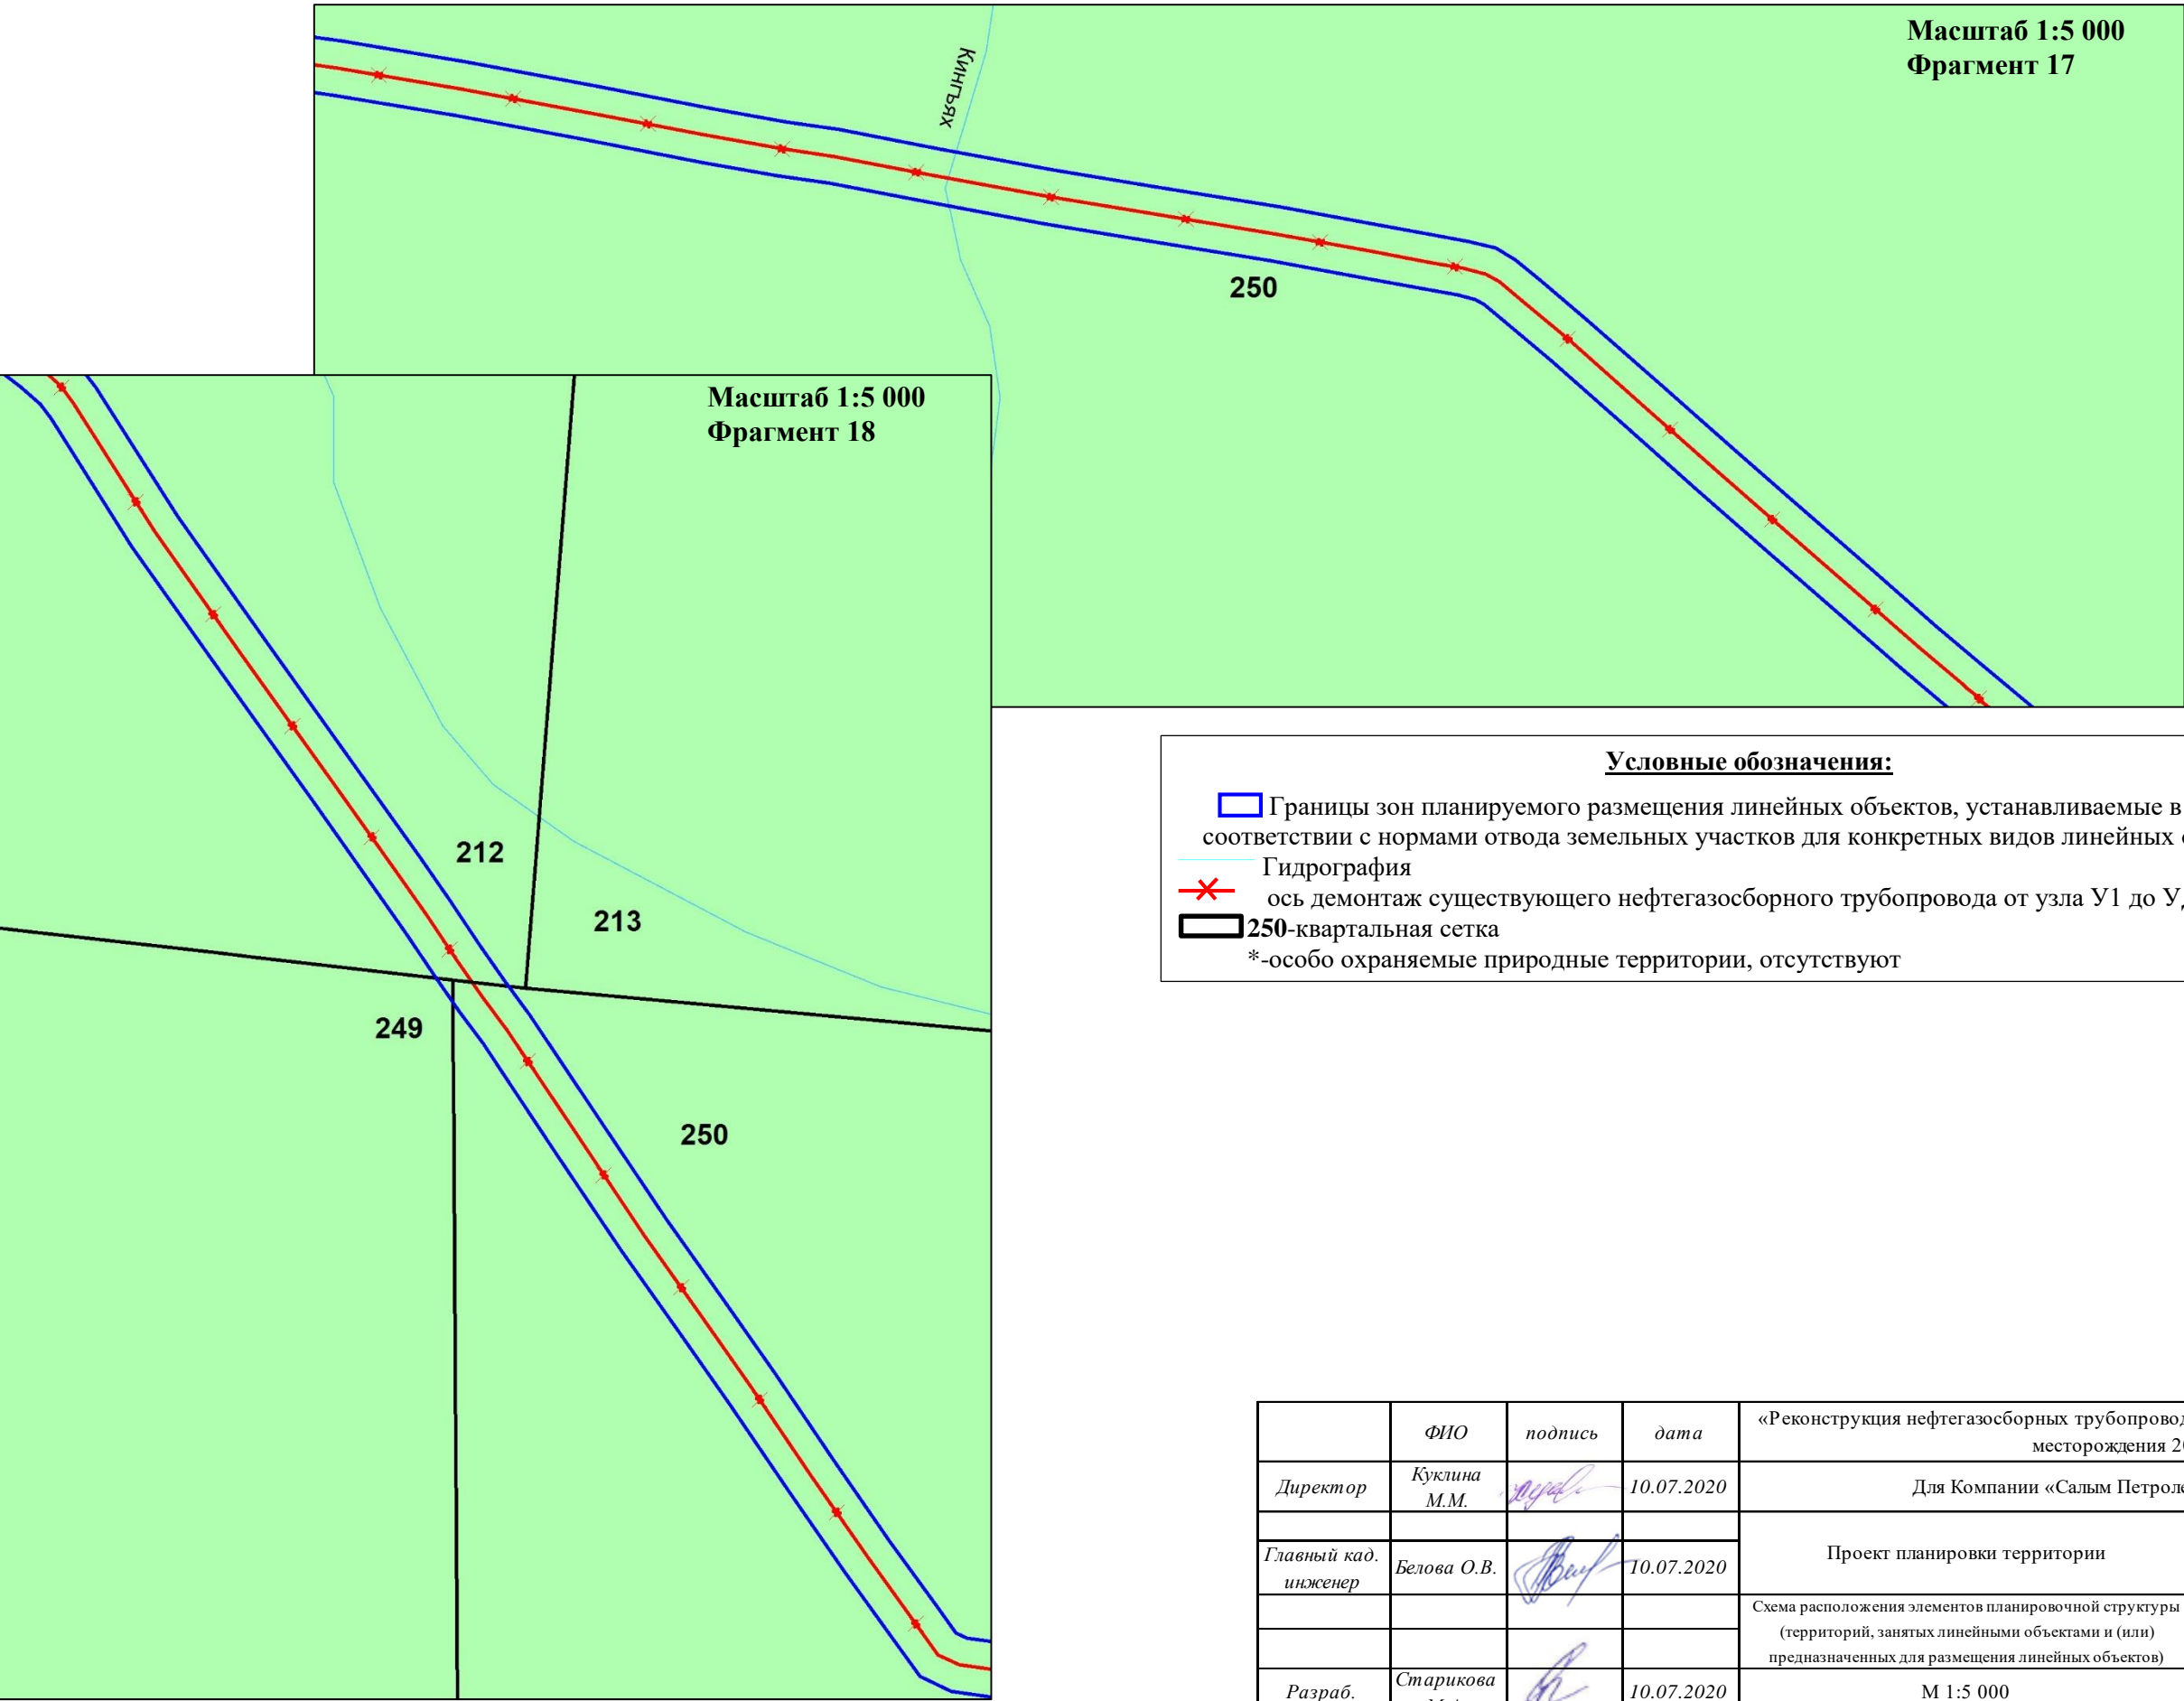 Масштаб 1:5 000
Фрагмент 17
Кингъях
250
Масштаб 1:5 000
Фрагмент 18
212
213
249
250
Условные обозначения:
Границы зон планируемого размещения линейных объектов, устанавливаемые в
соответствии с нормами отвода земельных участков для конкретных видов линейных
Гидрография
ось демонтаж существующего нефтегазосборного трубопровода от узла У1 до
250-квартальная сетка
*-особо охраняемые природные территории, отсутствуют
ФИО подпись дата
«Реконструкция нефтегазосборных трубопровод
месторождения
Директор Куклина М.М. 10.07.2020
Для Компании «Салым Петрол
Главный кад. инженер Белова О.В. 10.07.2020
Проект планировки территории
Схема расположения элементов планировочной структуры
(территорий, занятых линейными объектами и (или)
предназначенных для размещения линейных объектов)
Разраб. Старикова 10.07.2020
М 1:5 000